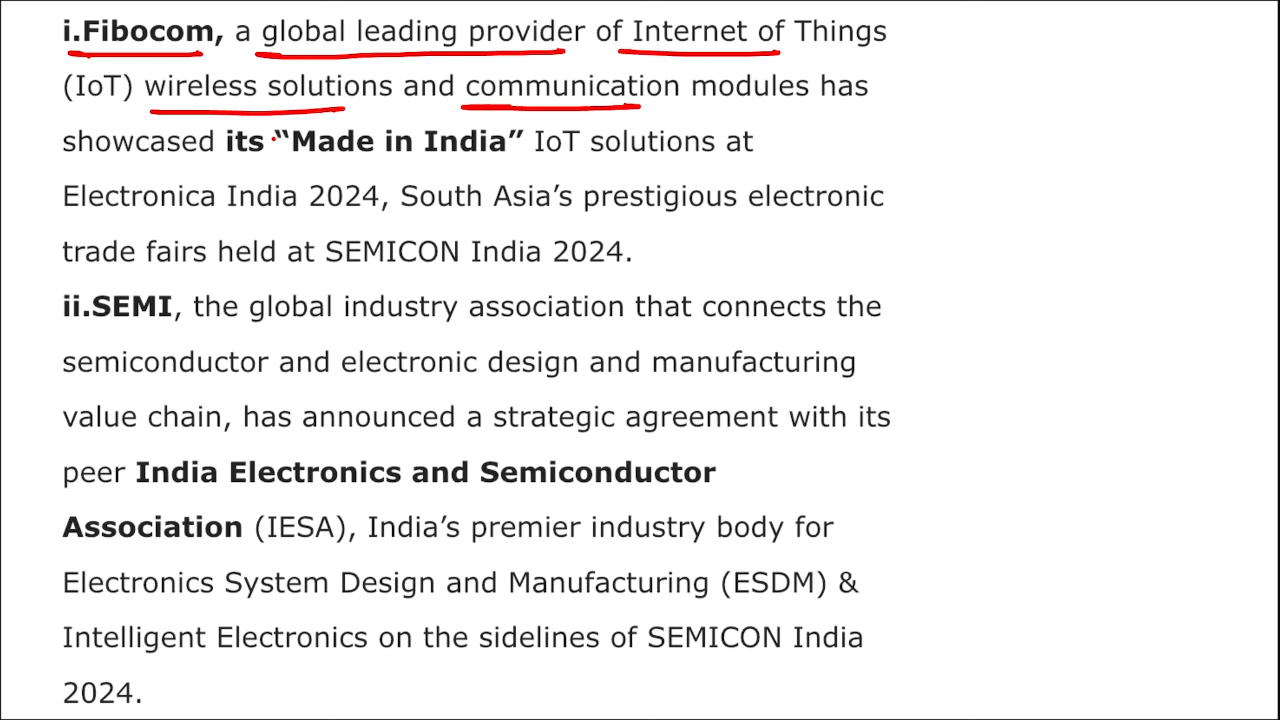 i.Fibocom, a global leading provider of Internet of Things
(IoT) wireless solutions and communication modules has
showcased its “Made in India” IoT solutions at
Electronica India 2024, South Asia’s prestigious electronic
trade fairs held at SEMICON India 2024.
ii.SEMI, the global industry association that connects the
semiconductor and electronic design and manufacturing
value chain, has announced a strategic agreement with its
peer India Electronics and Semiconductor
Association (IESA), India’s premier industry body for
Electronics System Design and Manufacturing (ESDM) &
Intelligent Electronics on the sidelines of SEMICON India
2024.